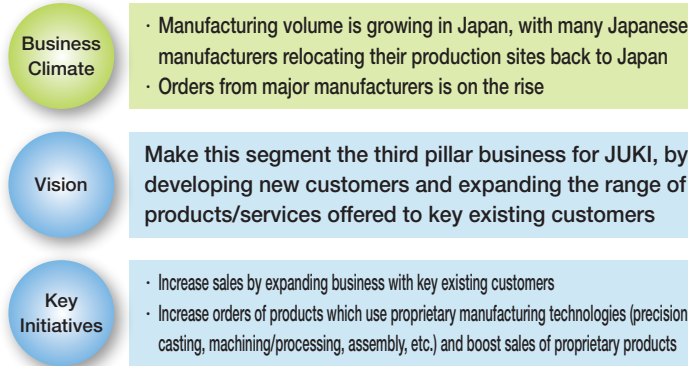 Business
Climate
· Manufacturing volume is growing in Japan, with many Japanese
manufacturers relocating their production sites back to Japan
· Orders from major manufacturers is on the rise
Vision
Make this segment the third pillar business for JUKI, by
developing new customers and expanding the range of
products/services offered to key existing customers
Key
Initiatives
· Increase sales by expanding business with key existing customers
· Increase orders of products which use proprietary manufacturing technologies (precision
casting, machining/processing, assembly, etc.) and boost sales of proprietary products